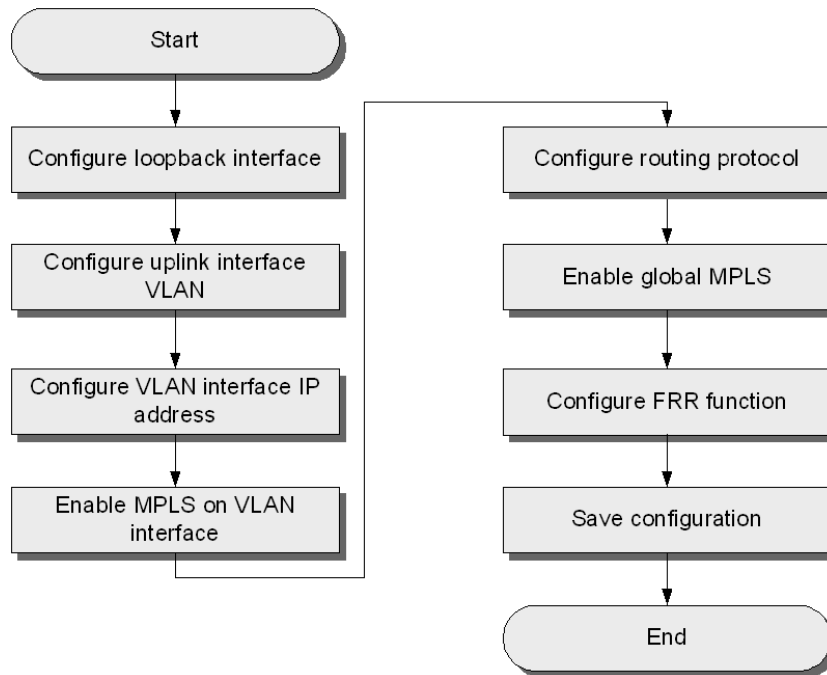 Start
Configure loopback interface
Configure uplink interface
VLAN
Configure VLAN interface IP
address
Enable MPLS on VLAN
interface
Configure routing protocol
Enable global MPLS
Configure FRR function
Save configuration
End